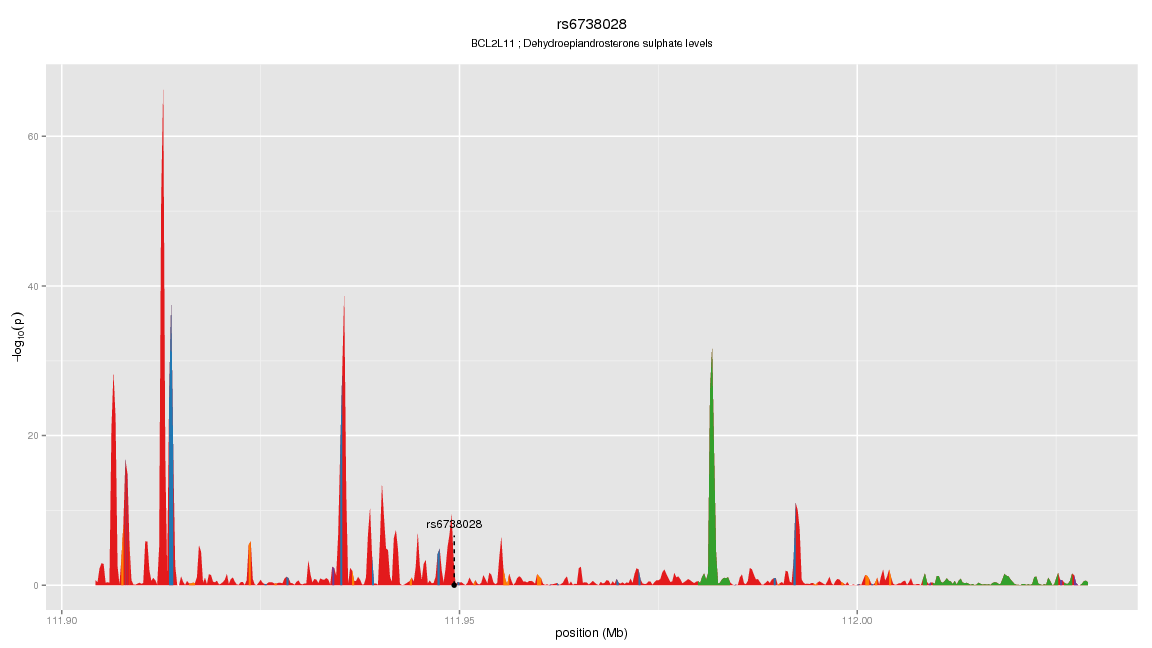 rs6738028
BCL2L11 ; Dehydroepiandrosterone sulphate levels
60
40
20
0
−log10(p)
rs6738028
111.90
111.95
112.00
position (Mb)